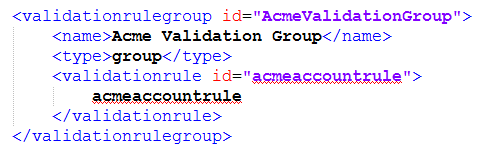 <validationrulegroup id="AcmeValidationGroup">
<name>Acme Validation Group</name>
<type>group</type>
<validationrule id="acmeaccountrule">
acmeaccountrule
</validationrule>
</validationrulegroup>